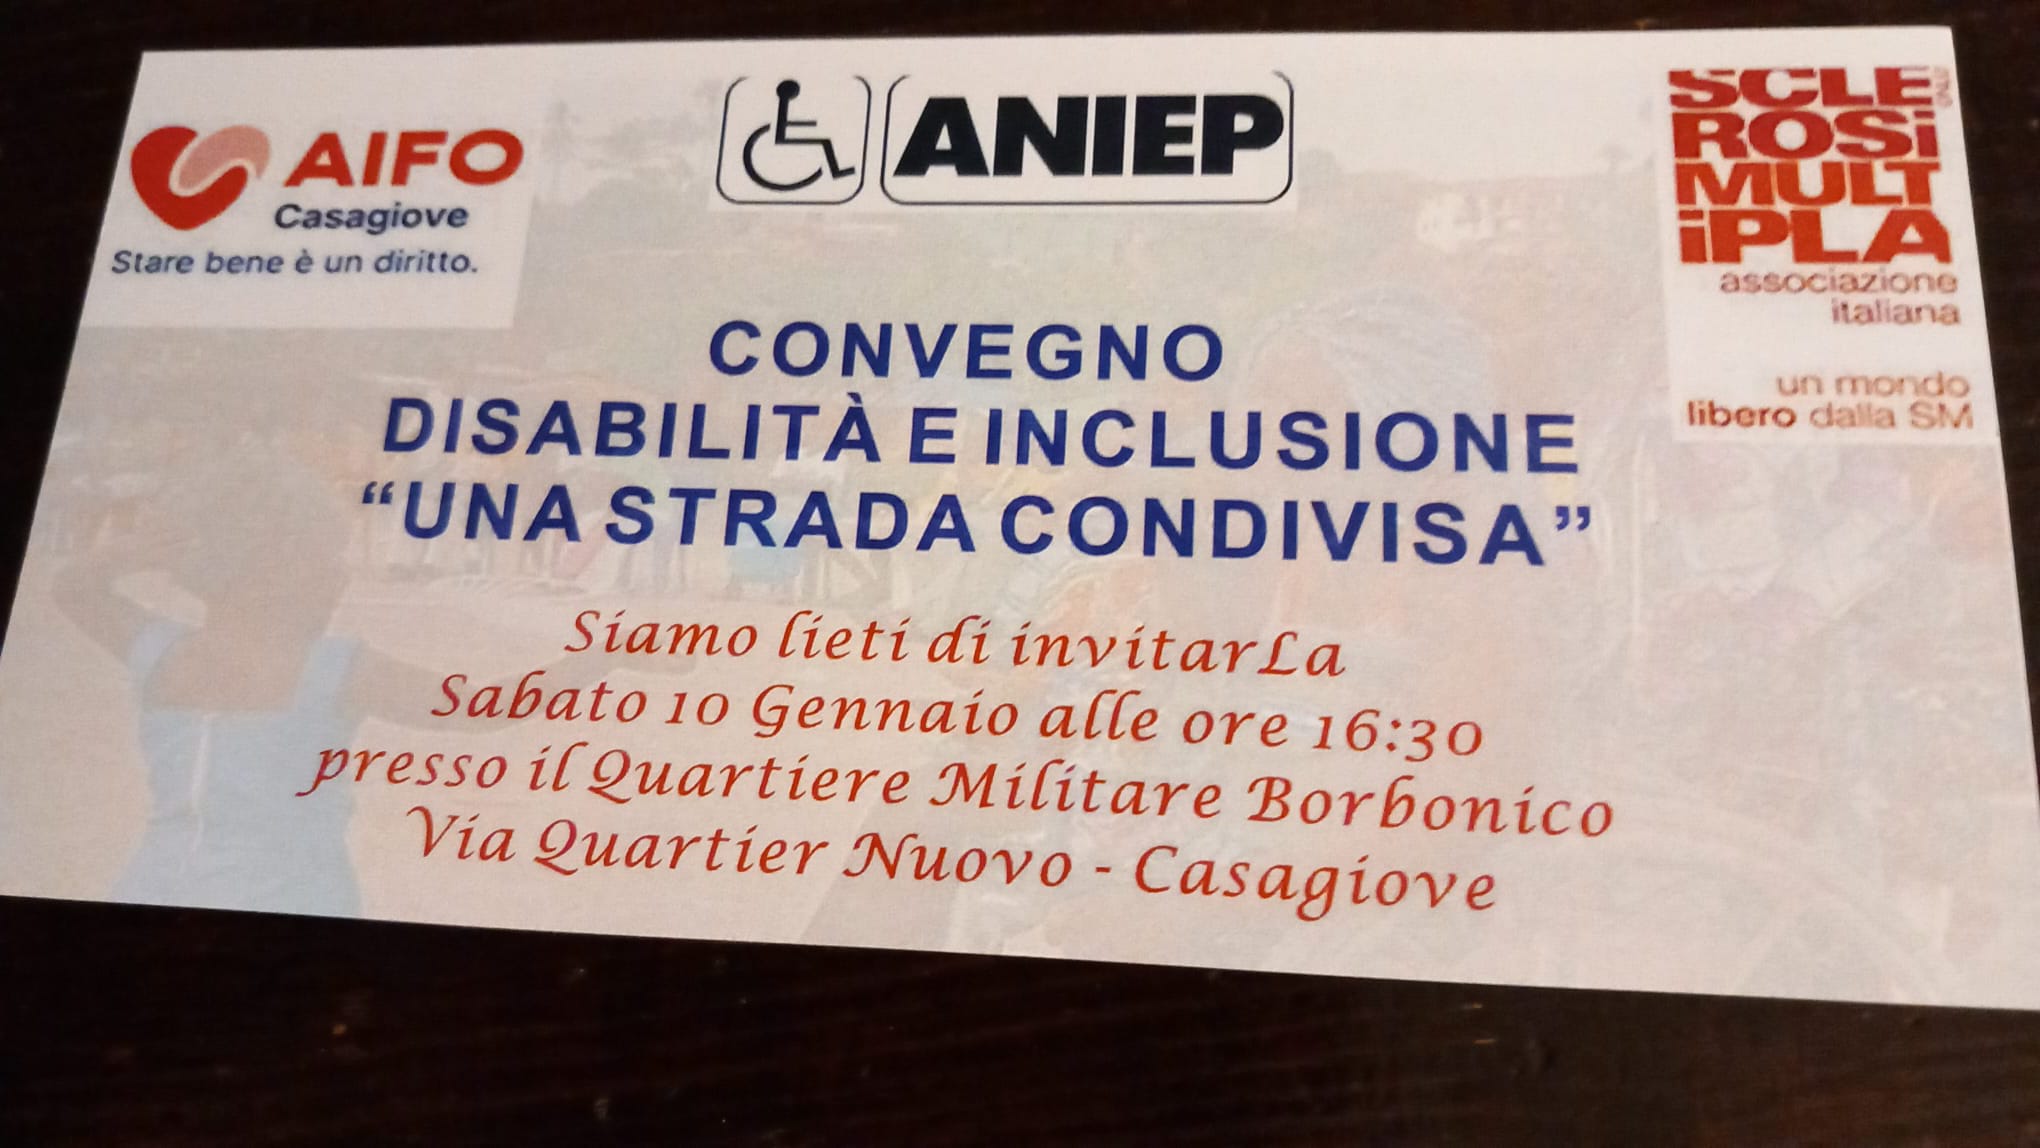 AIFO
Casagiove
Stare bene è un diritto.
ANIEP
SCLE
ROSi
MULT
iPLA
ONLUS
associazione
italiana
un mondo
libero dalla SM
CONVEGNO
DISABILITÀ E INCLUSIONE
“UNA STRADA CONDIVISA”
Siamo lieti di invitarLa
Sabato 10 Gennaio alle ore 16:30
presso il Quartiere Militare Borbonico
Via Quartier Nuovo - Casagiove